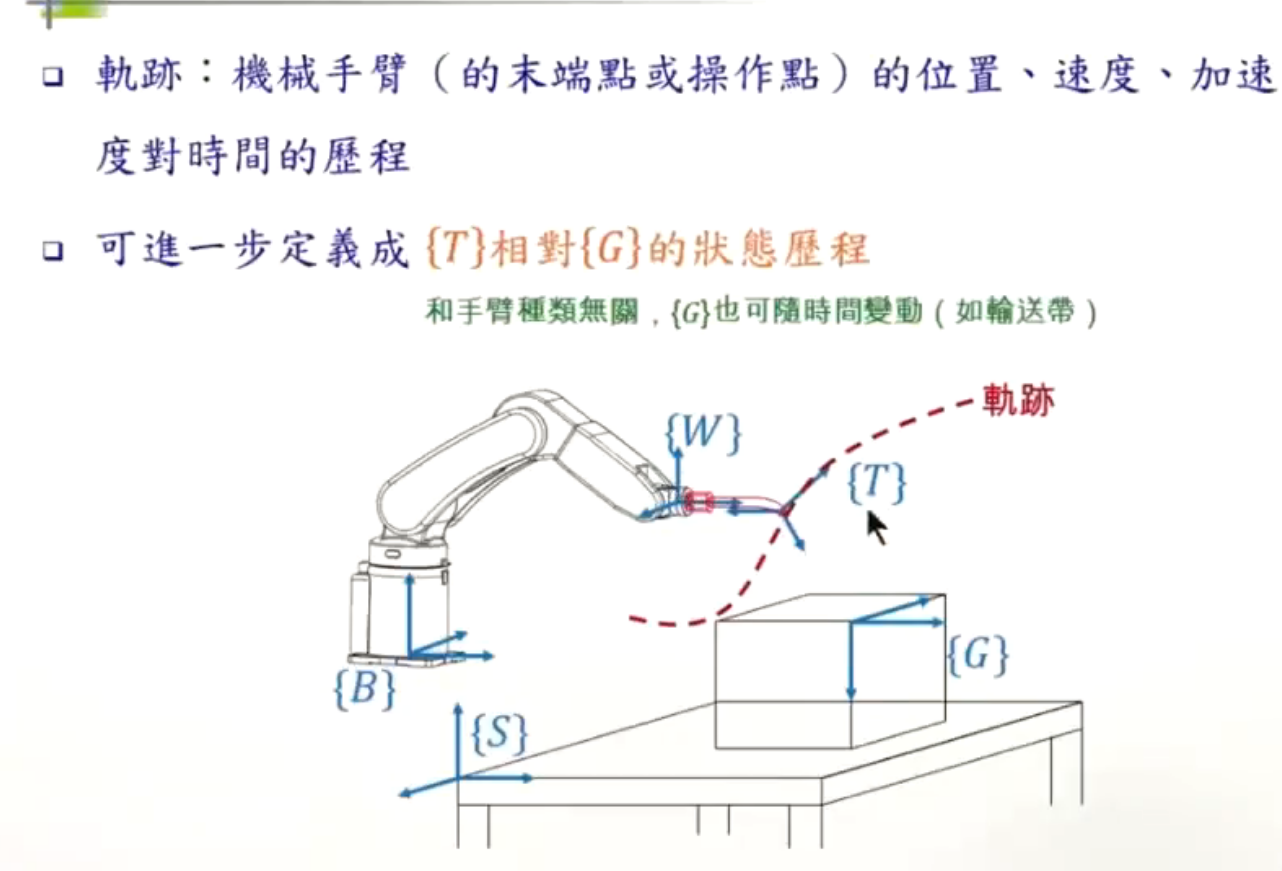 軌跡：機械手臂（的末端點或操作點）的位置、速度、加速
度對時間的歷程
可進一步定義成 {T}相對{G}的狀態歷程
和手臂種類無關，{G}也可隨時間變動（如輸送帶）
軌跡
{W}
{T}
{G}
{B}
{S}